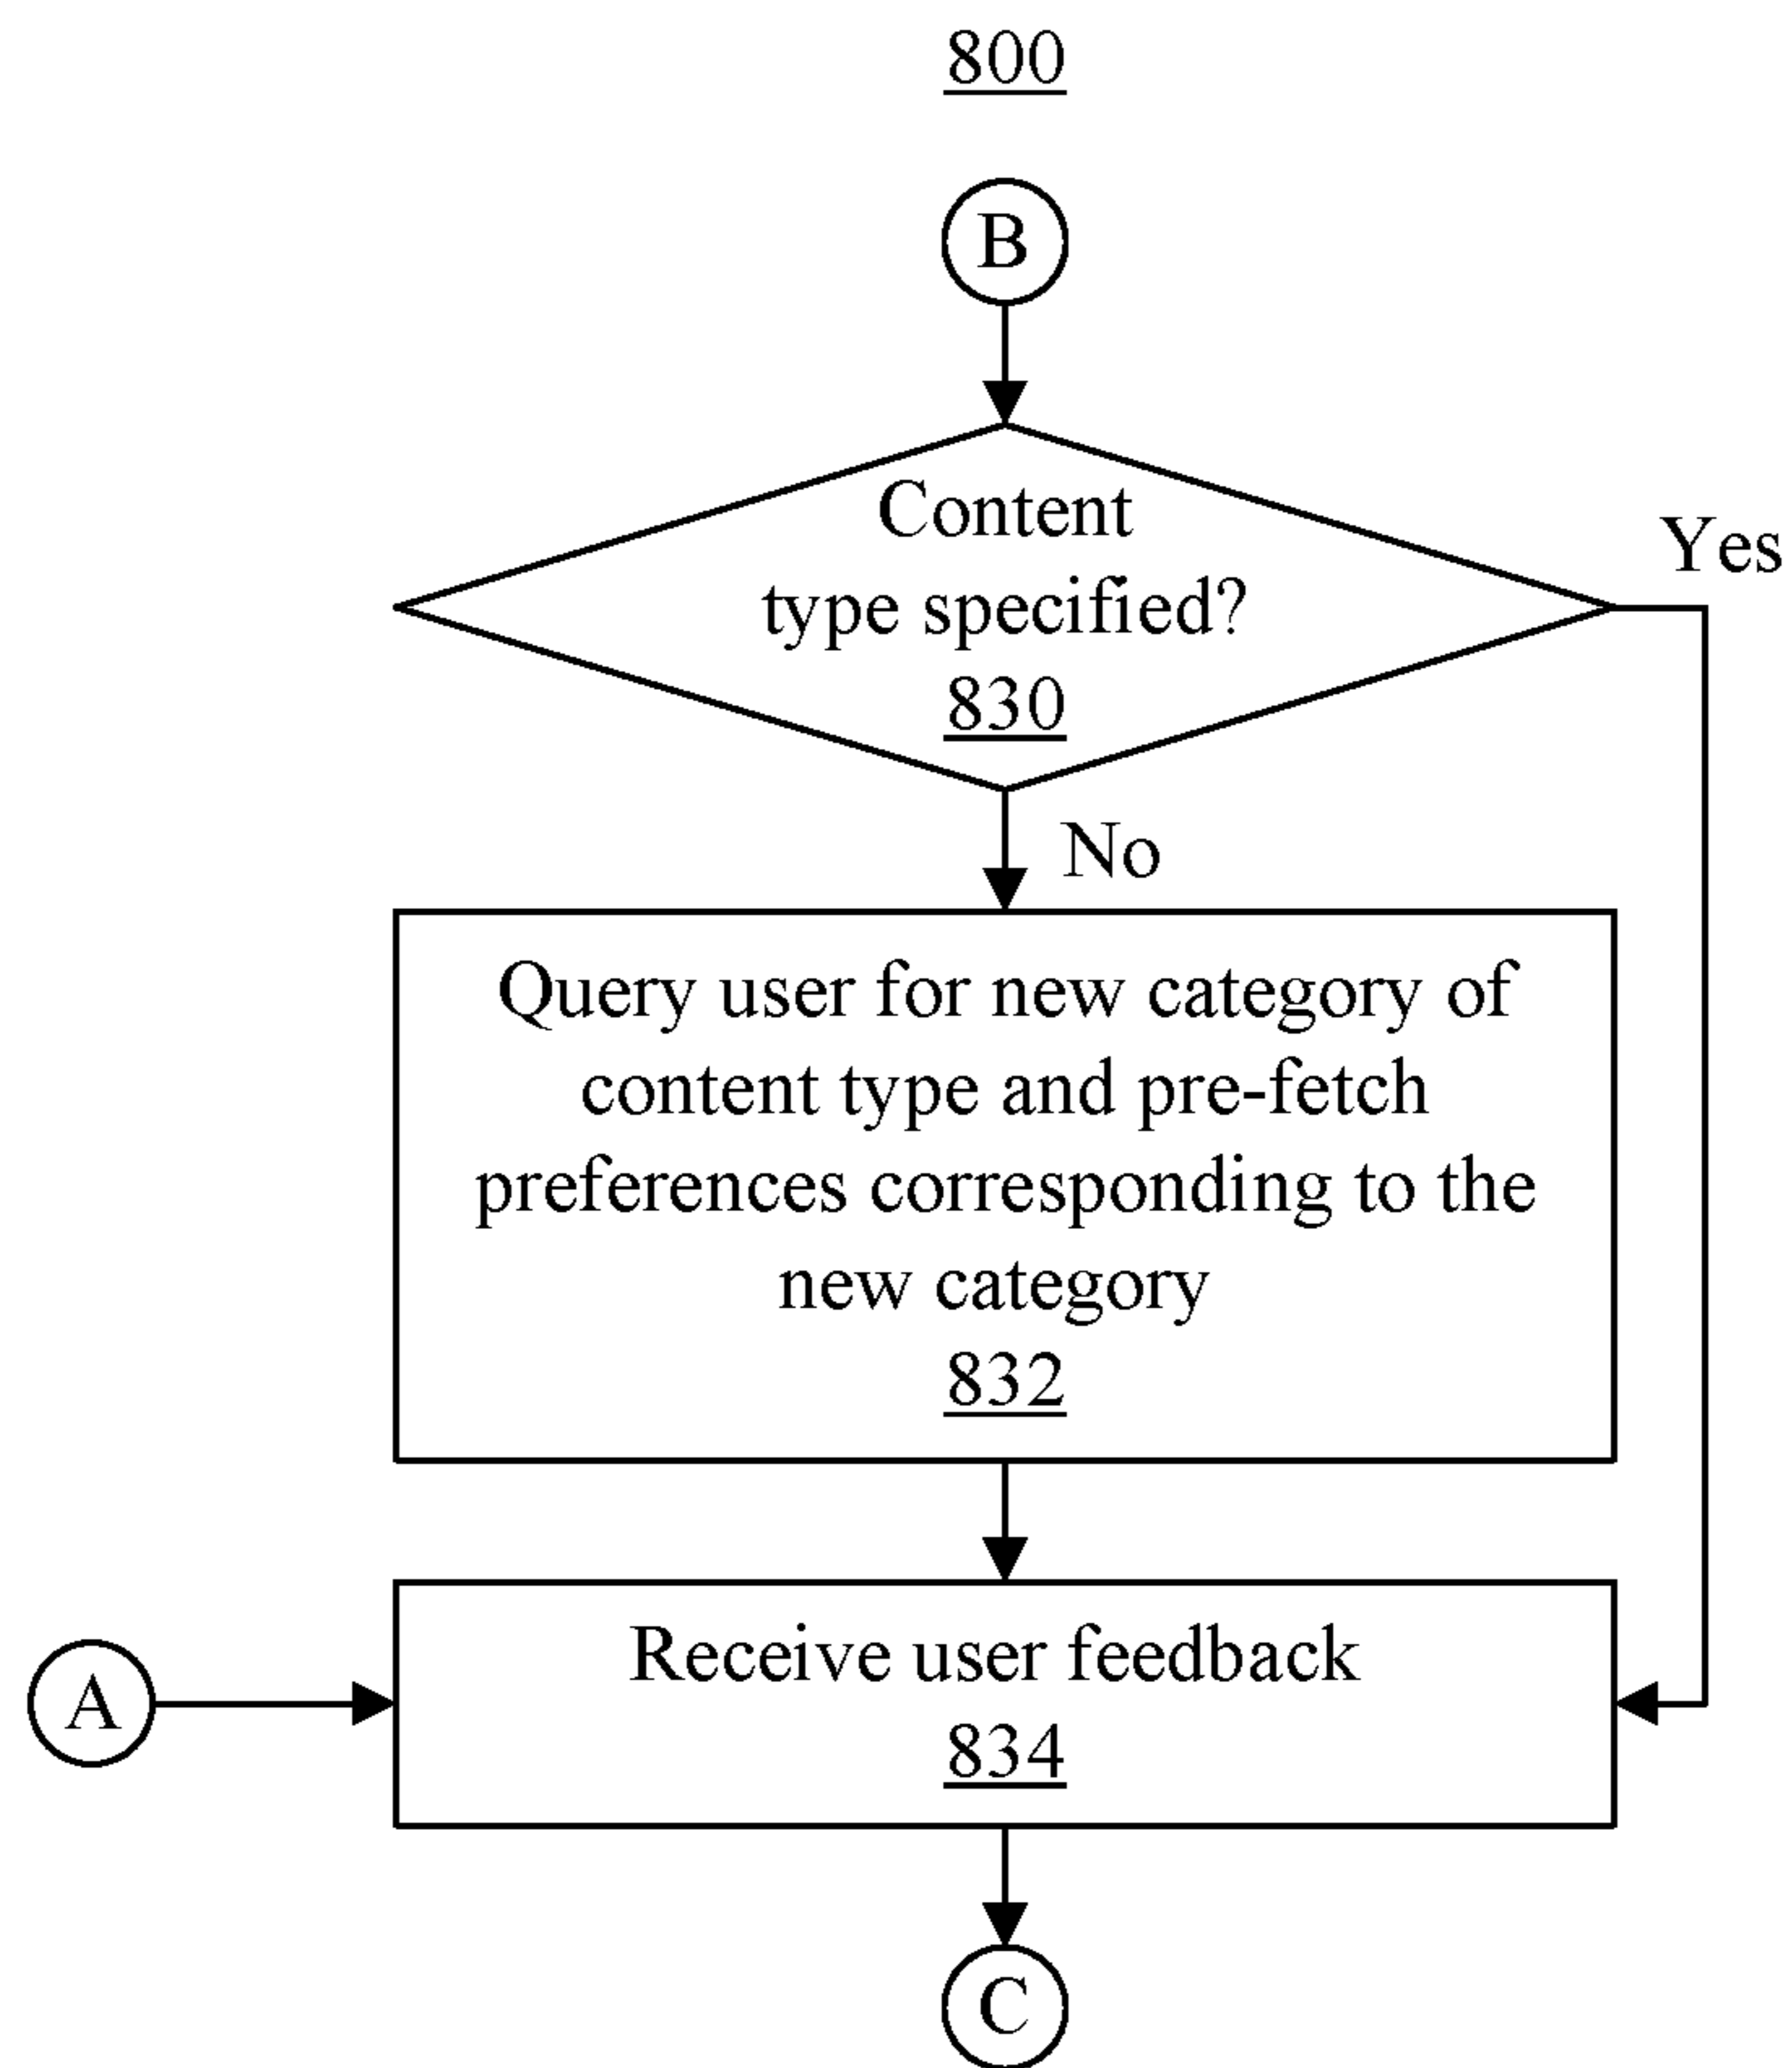 800
B
Content
type specified?
830
Yes
No
Query user for new category of
content type and pre-fetch
preferences corresponding to the
new category
832
Receive user feedback
834
A
C